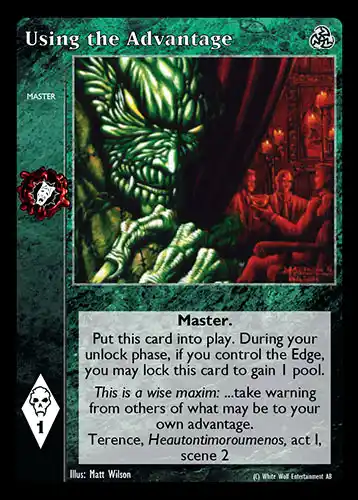 Using the Advantage
MASTER
Master.
Put this card into play. During your
unlock phase, if you control the Edge,
you may lock this card to gain 1 pool.
This is a wise maxim: ...take warning
from others of what may be to your
own advantage.
Terence, Heautontimoroumenos, act I,
scene 2
1
Illus: Matt Wilson
(C) White Wolf Entertainment AB